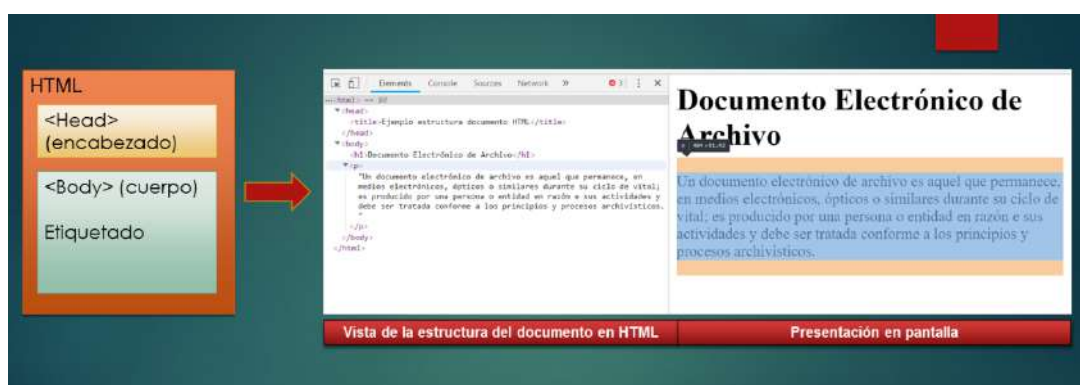 HTML
<Head>
(encabezado)
<Body> (cuerpo)
Etiquetado
Elements Console Sources Network »
<head>
<title>Ejemplo estructura documento HTML</title>
</head>
<body>
<h1>Documento Electrónico de Archivo</h1>
<p>
"Un documento electrónico de archivo es aquel que permanece, en
medios electrónicos, ópticos o similares durante su ciclo de vital;
es producido por una persona o entidad en razón e sus actividades y
debe ser tratada conforme a los principios y procesos archivísticos.
"
</p>
</body>
</html>
Documento Electrónico de
Archivo
Un documento electrónico de archivo es aquel que permanece,
en medios electrónicos, ópticos o similares durante su ciclo de
vital; es producido por una persona o entidad en razón e sus
actividades y debe ser tratada conforme a los principios y
procesos archivísticos.
Vista de la estructura del documento en HTML
Presentación en pantalla